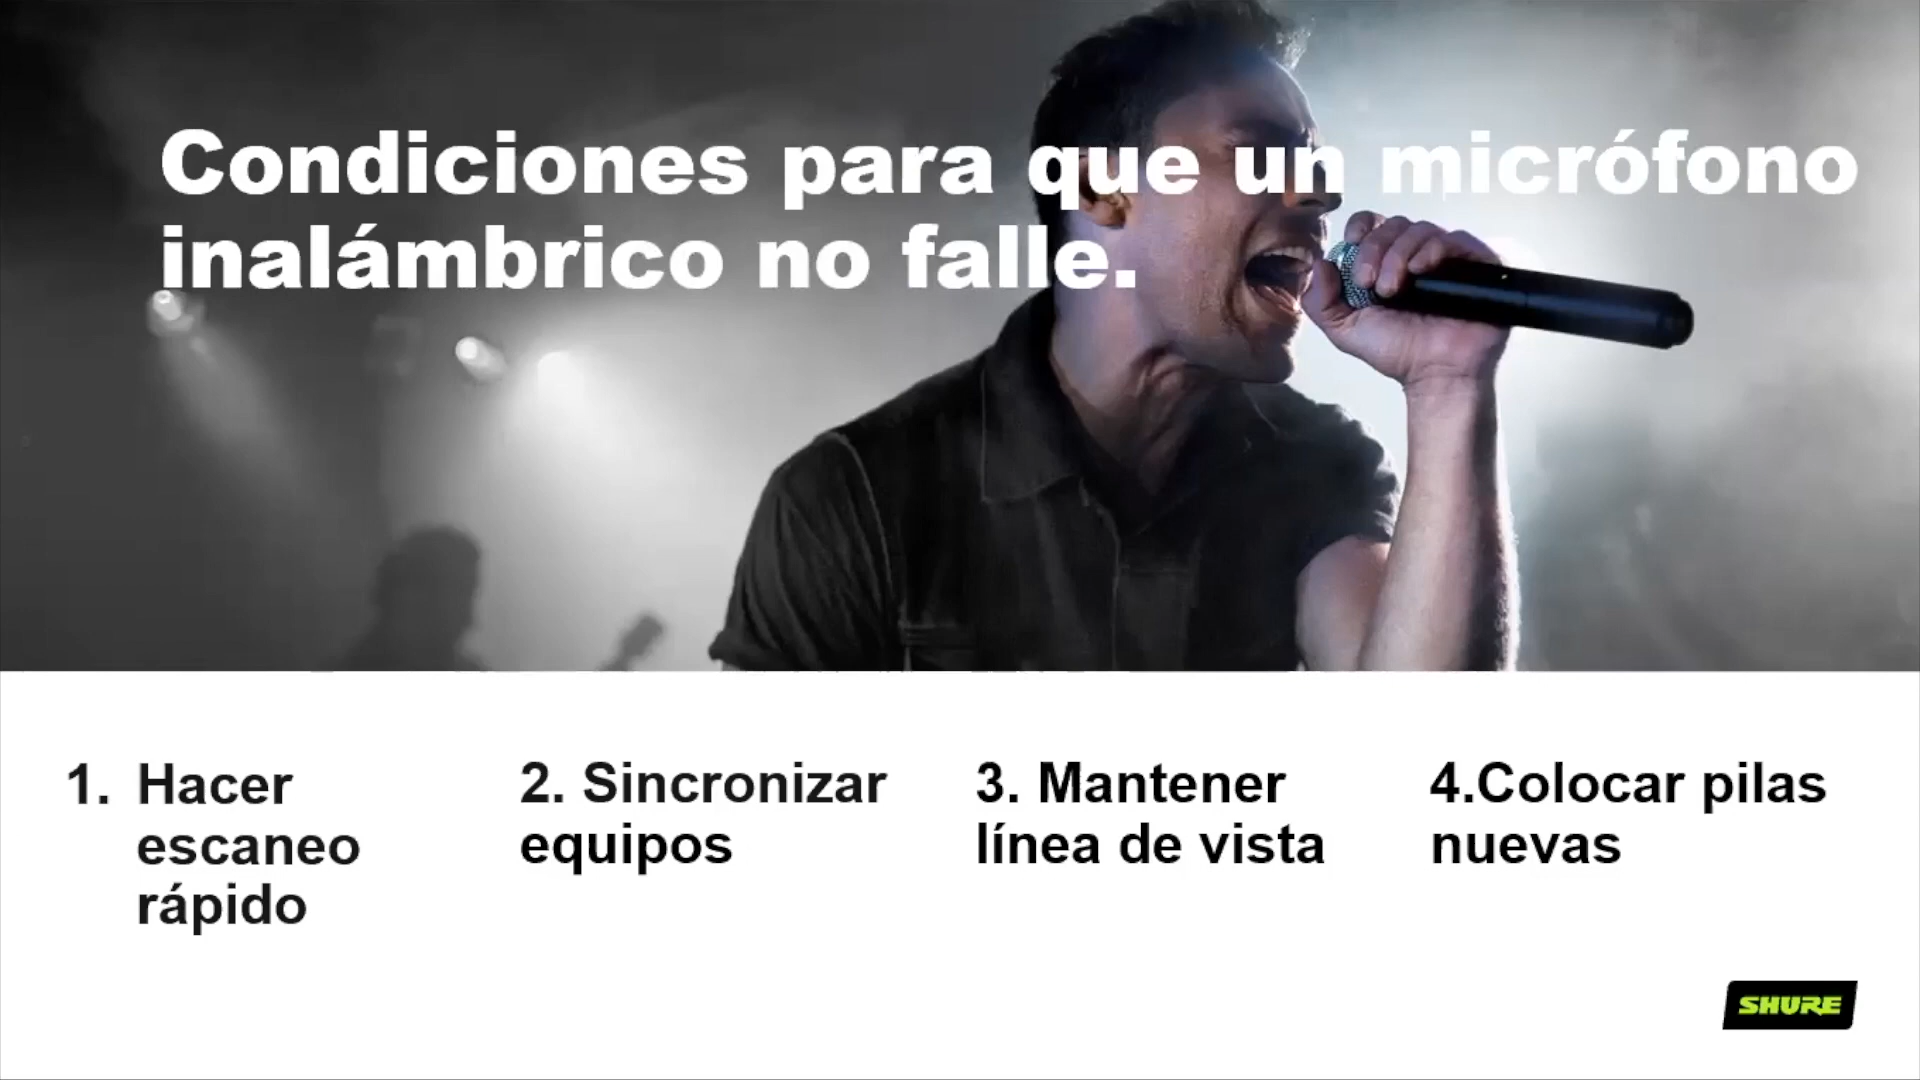 Condiciones para que un micrófono
inalámbrico no falle.
1. Hacer
escaneo
rápido
2. Sincronizar
equipos
3. Mantener
línea de vista
4.Colocar pilas
nuevas
SHURE